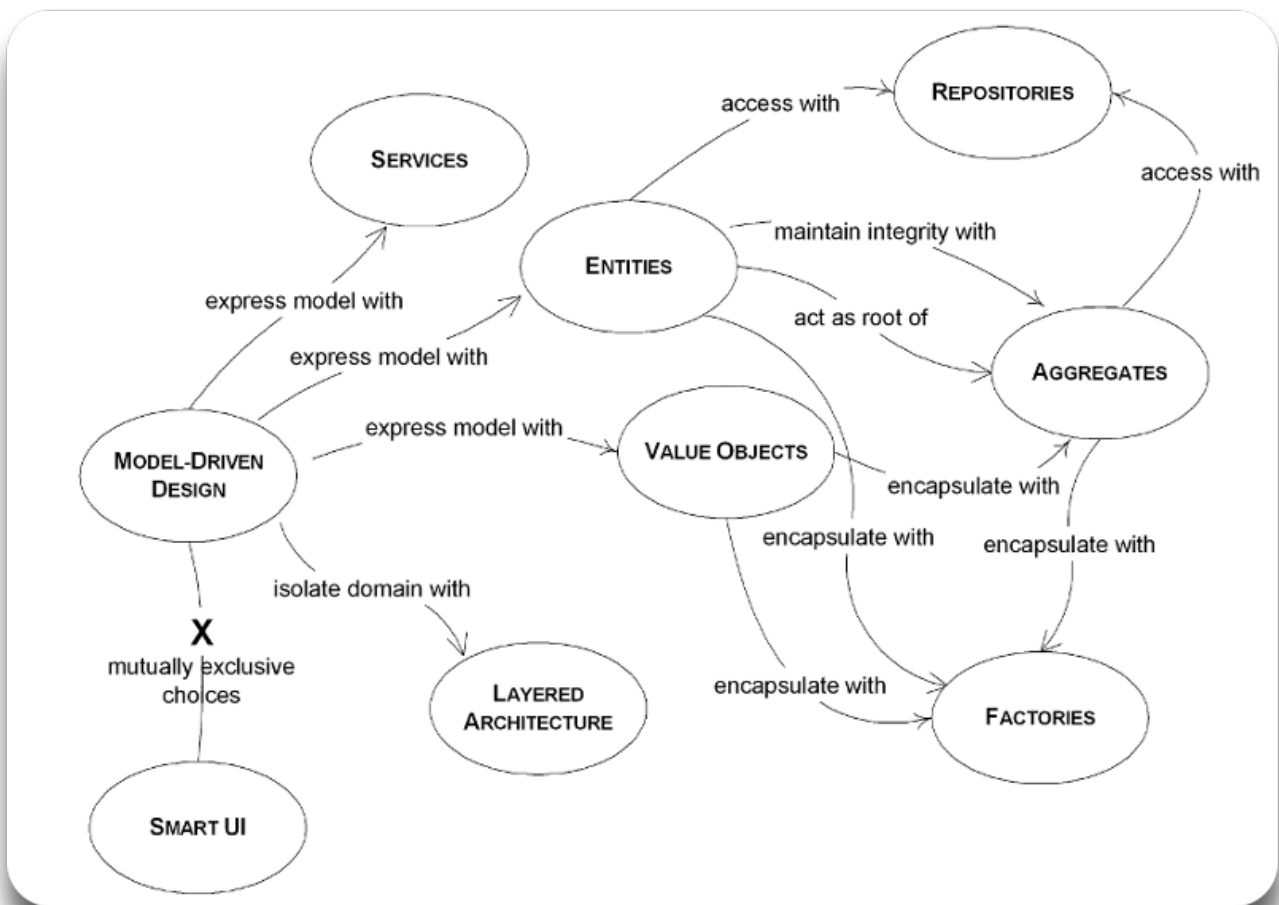 REPOSITORIES
access with
SERVICES
access with
maintain integrity with
ENTITIES
express model with
act as root of
express model with
AGGREGATES
express model with
VALUE OBJECTS
MODEL-DRIVEN
DESIGN
encapsulate with
encapsulate with
encapsulate with
isolate domain with
X
mutually exclusive
choices
encapsulate with
LAYERED
ARCHITECTURE
FACTORIES
SMART UI